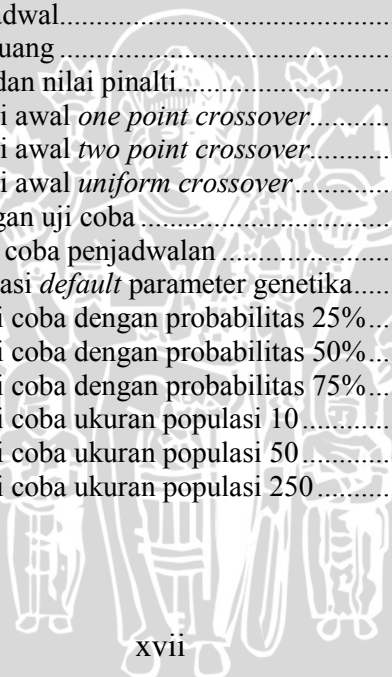 adwal....................
uang....................
dan nilai pinalti....................
i awal one point crossover....................
i awal two point crossover....................
i awal uniform crossover....................
gan uji coba....................
coba penjadwalan....................
asi default parameter genetika....................
i coba dengan probabilitas 25%....................
i coba dengan probabilitas 50%....................
i coba dengan probabilitas 75%....................
i coba ukuran populasi 10....................
i coba ukuran populasi 50....................
i coba ukuran populasi 250....................
xvii